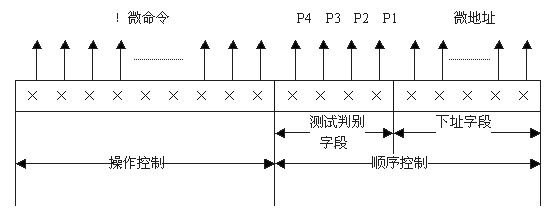 ！微命令 P4 P3 P2 P1 微地址
× × × × × × × × × × × × × × × × × ×
测试判别 下址字段
字段
操作控制 顺序控制